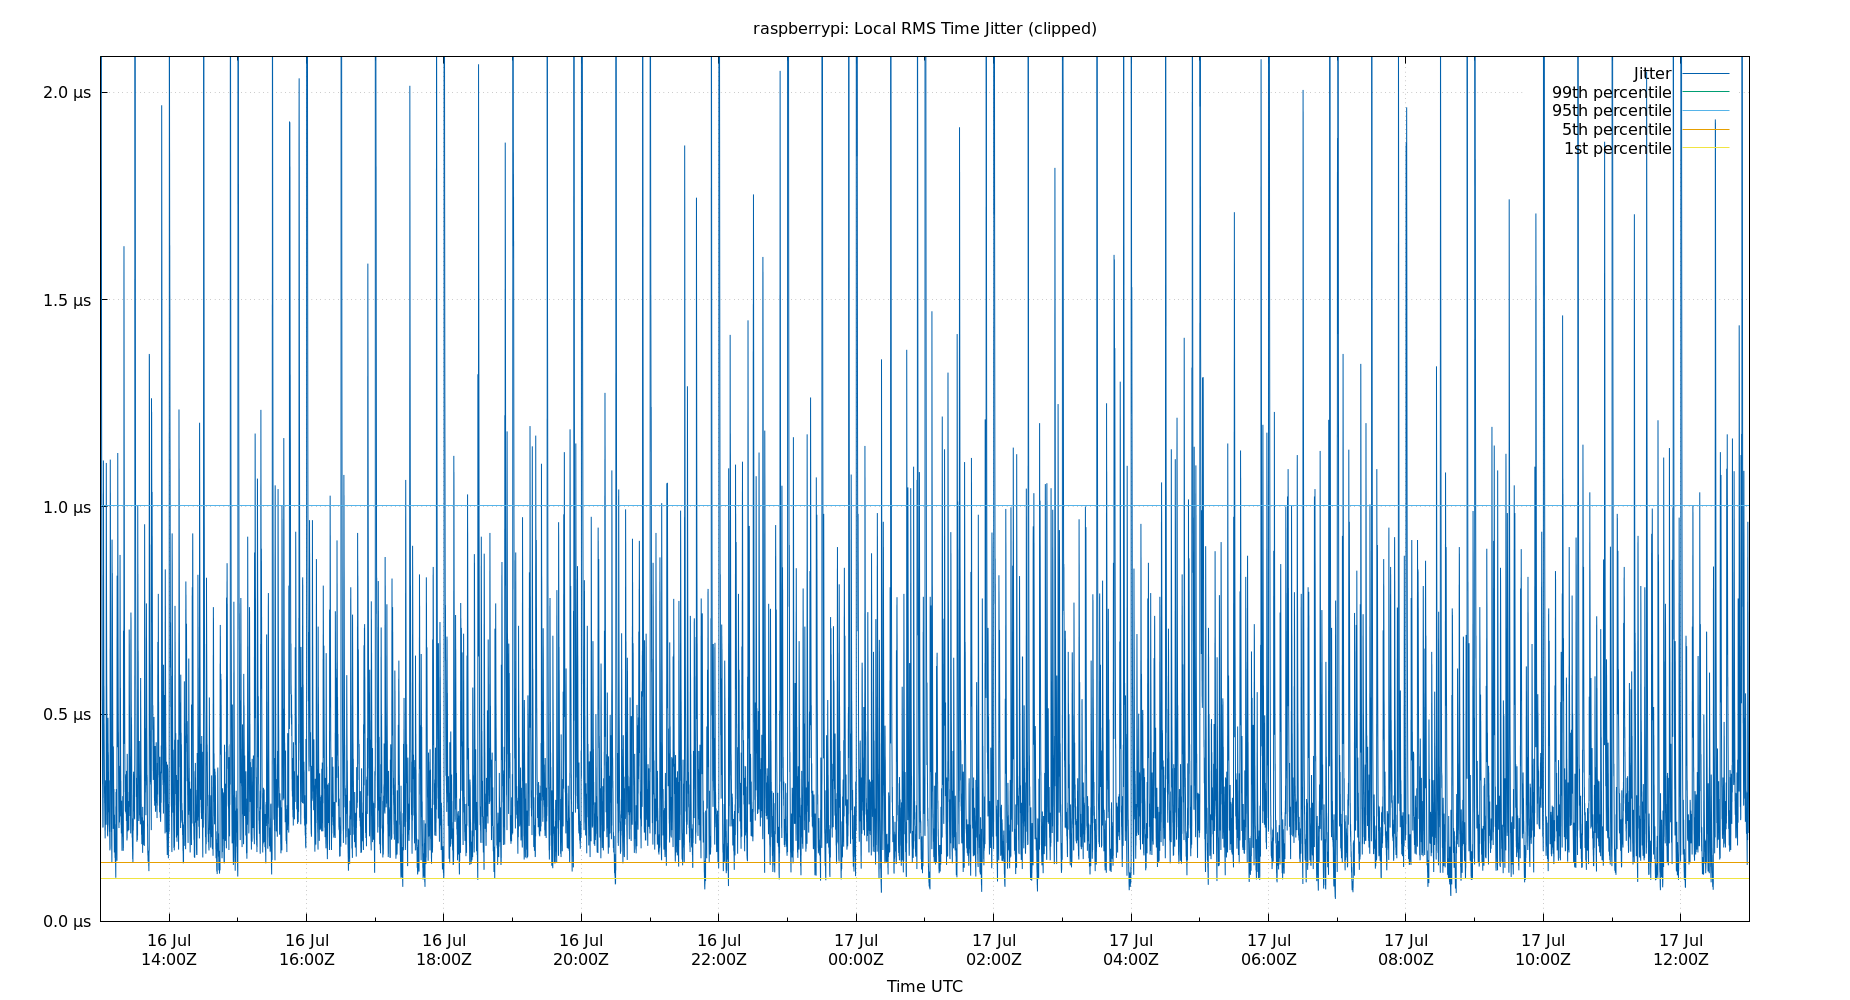 raspberrypi: Local RMS Time Jitter (clipped)
2.0 µs
1.5 µs
1.0 µs
0.5 µs
0.0 µs
Jitter
99th percentile
95th percentile
5th percentile
1st percentile
16 Jul 16 Jul 16 Jul 16 Jul 16 Jul 17 Jul 17 Jul 17 Jul 17 Jul 17 Jul 17 Jul 17 Jul
14:00Z 16:00Z 18:00Z 20:00Z 22:00Z 00:00Z 02:00Z 04:00Z 06:00Z 08:00Z 10:00Z 12:00Z
Time UTC